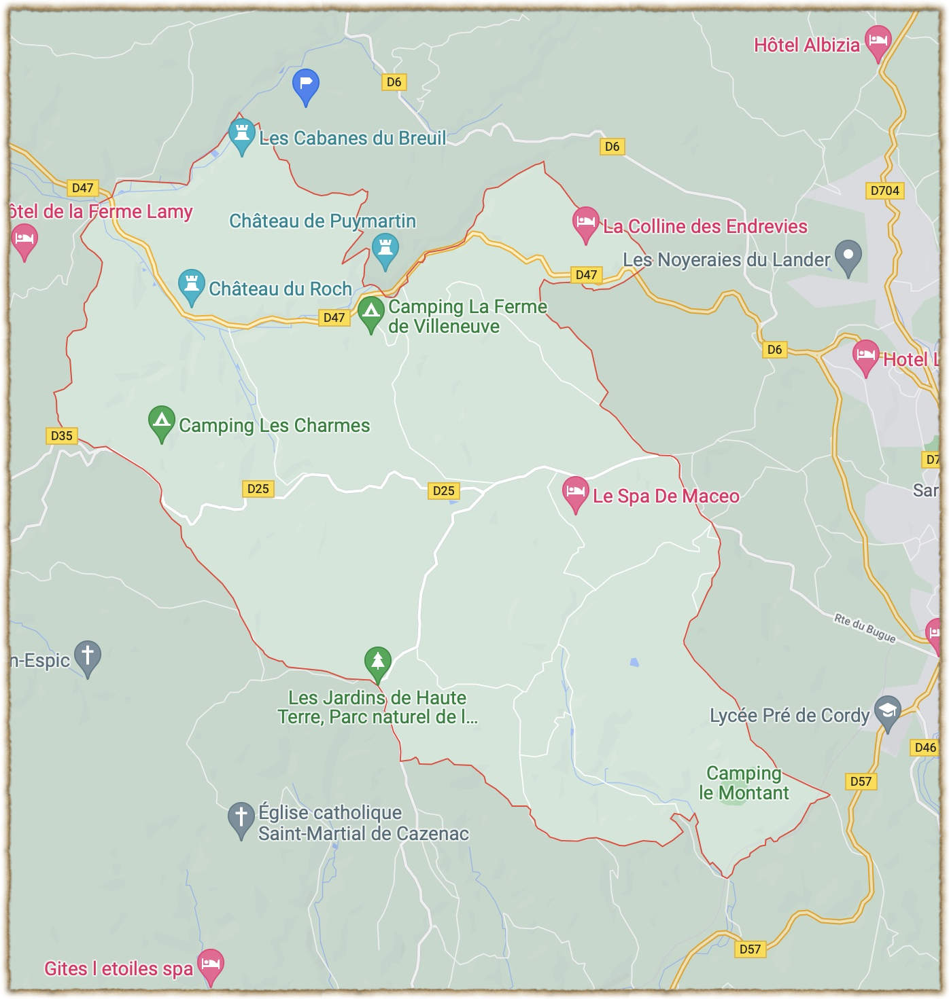 Hôtel Albizia
D6
Les Cabanes du Breuil
D6
D47
D704
ôtel de la Ferme Lamy
Château de Puymartin
La Colline des Endrevies
Les Noyeraies du Lander
D47
Château du Roch
Camping La Ferme
de Villeneuve
D47
D6
Hotel L
Camping Les Charmes
D35
D7
D25
D25
Sar
Le Spa De Maceo
Rte du Bugue
n-Espic
Les Jardins de Haute
Terre, Parc naturel de l...
Lycée Pré de Cordy
D46
Camping
le Montant
D57
Église catholique
Saint-Martial de Cazenac
D57
Gites l etoiles spa